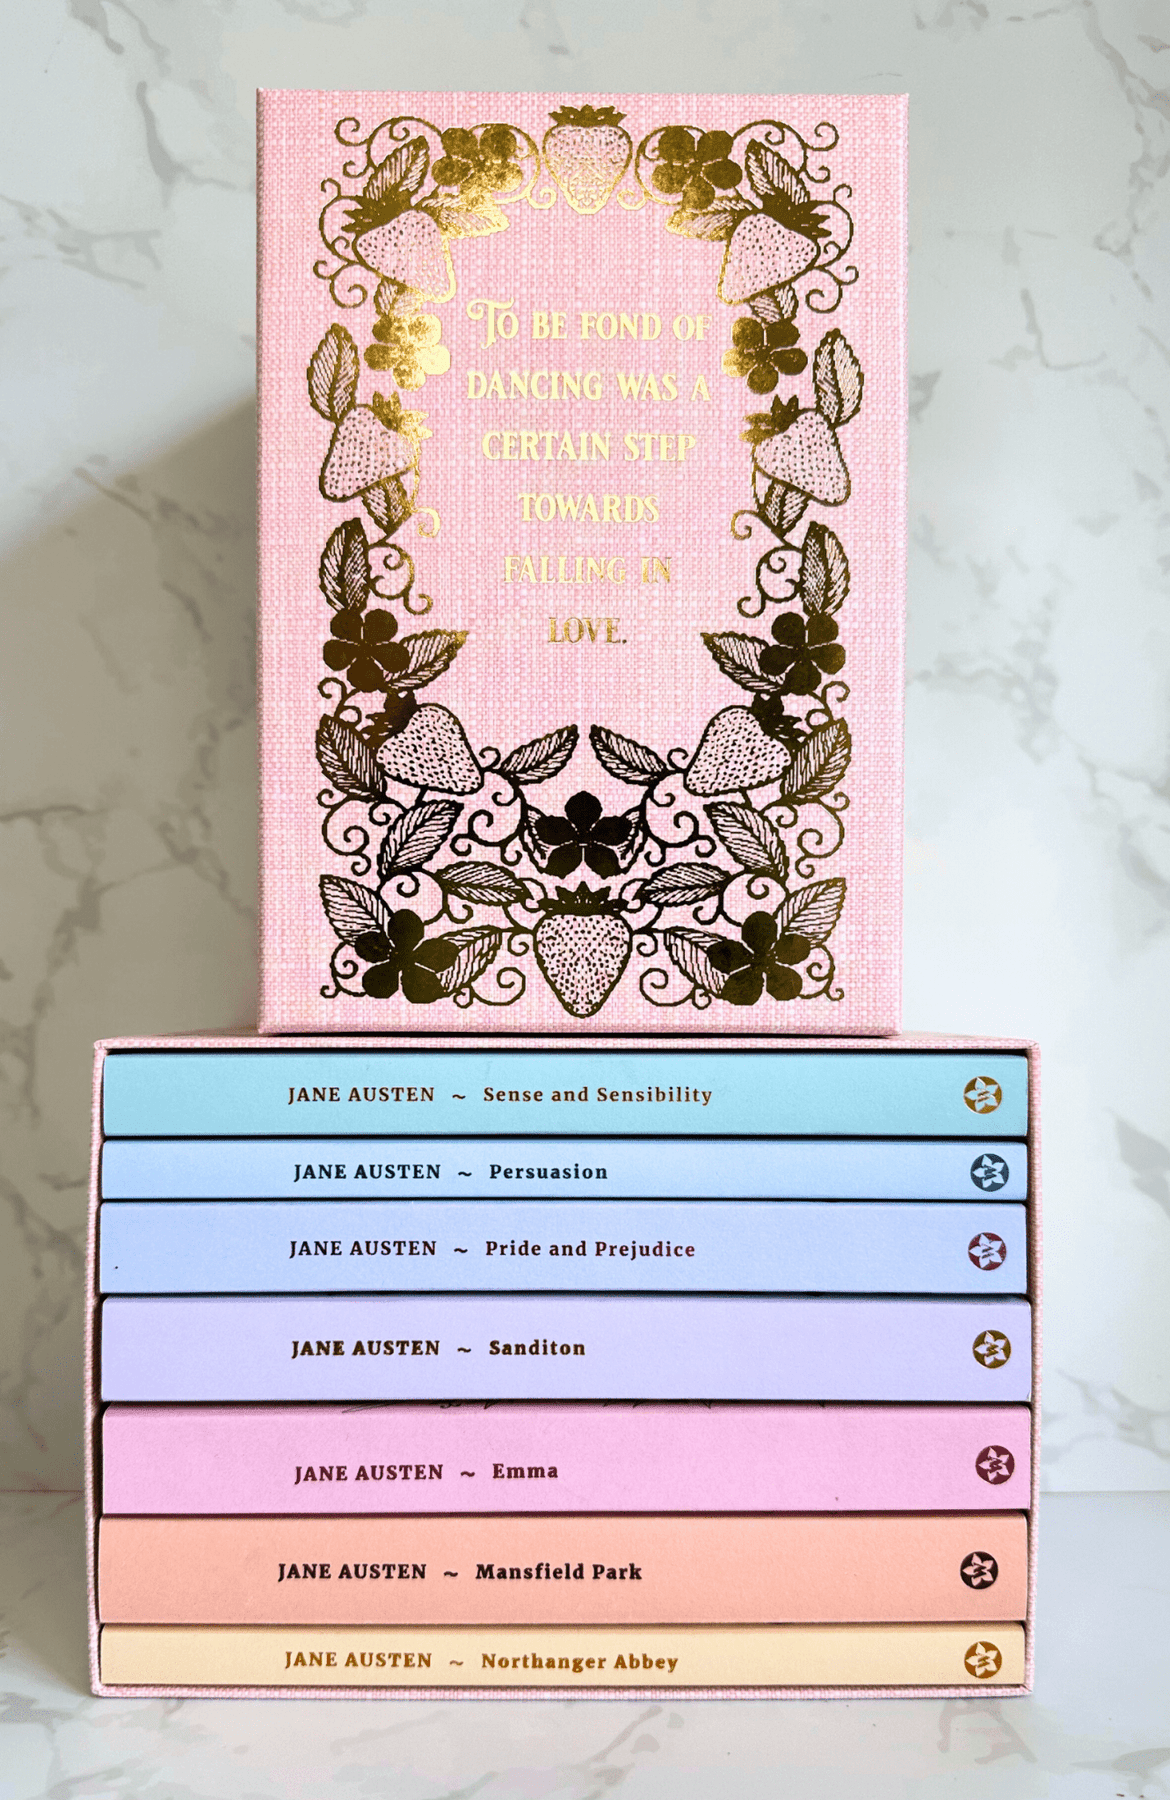 TO BE FOND OF
DANCING WAS A
CERTAIN STEP
TOWARDS
FALLING IN
LOVE.
JANE AUSTEN ~ Sense and Sensibility
JANE AUSTEN ~ Persuasion
JANE AUSTEN ~ Pride and Prejudice
JANE AUSTEN ~ Sanditon
JANE AUSTEN ~ Emma
JANE AUSTEN ~ Mansfield Park
JANE AUSTEN ~ Northanger Abbey